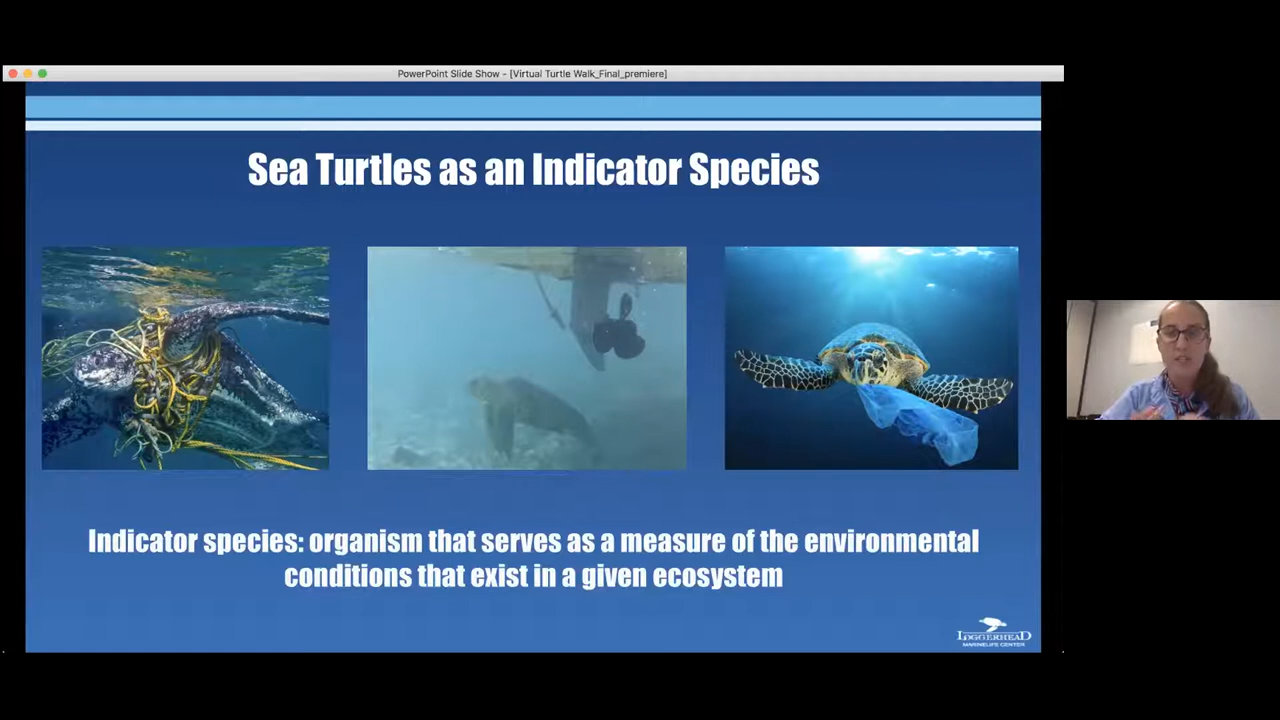 PowerPoint Slide Show - [Virtual Turtle Walk_Final_premiere]
Sea Turtles as an Indicator Species
Indicator species: organism that serves as a measure of the environmental
conditions that exist in a given ecosystem
LOGGERHEAD
MARINELIFE CENTER